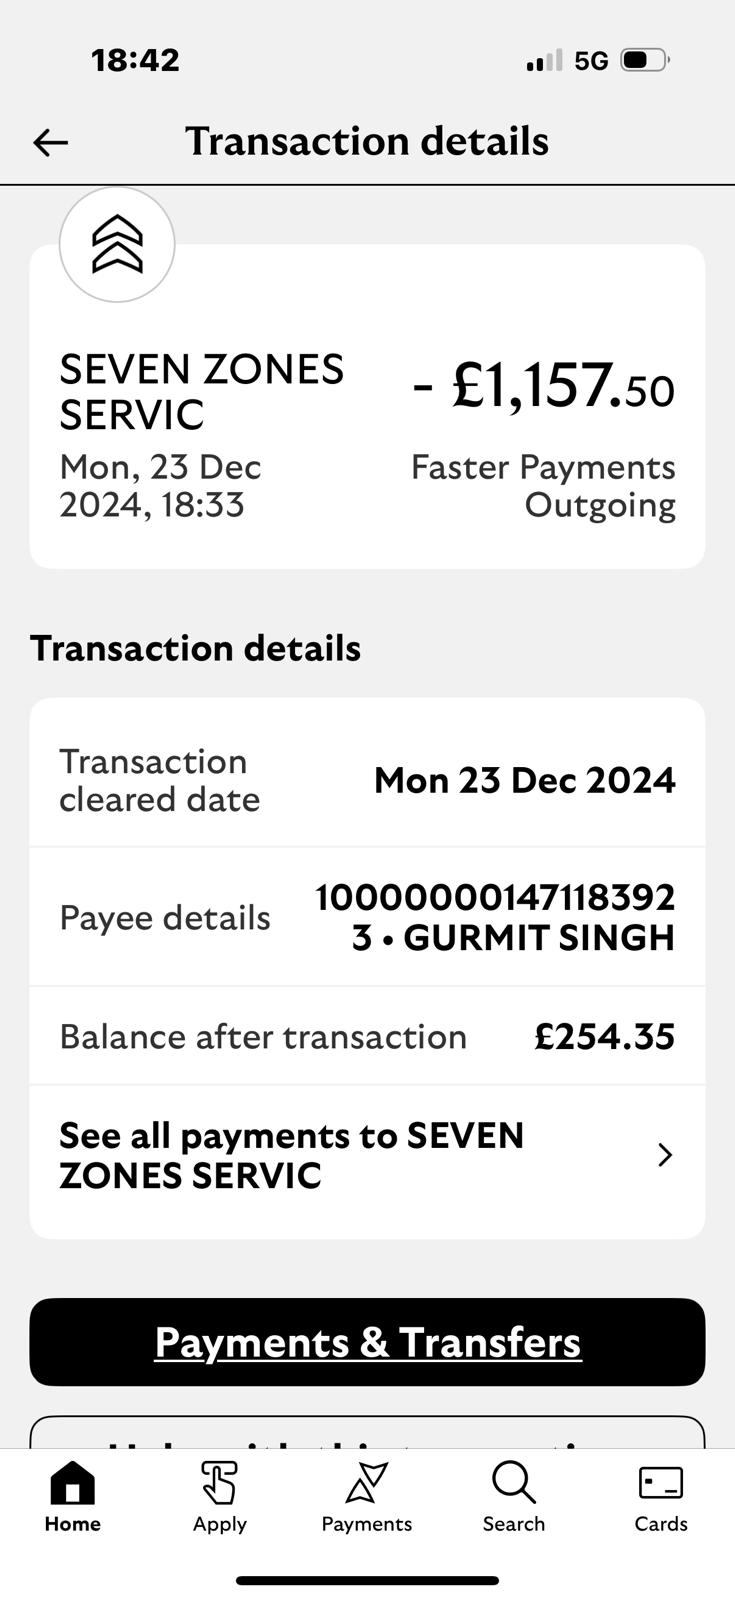 18:42
5G
Transaction details
SEVEN ZONES
SERVIC
- £1,157.50
Mon, 23 Dec
2024, 18:33
Faster Payments
Outgoing
Transaction details
Transaction
cleared date
Mon 23 Dec 2024
Payee details
10000000147118392
3 • GURMIT SINGH
Balance after transaction
£254.35
See all payments to SEVEN
ZONES SERVIC
Payments & Transfers
Home
Apply
Payments
Search
Cards